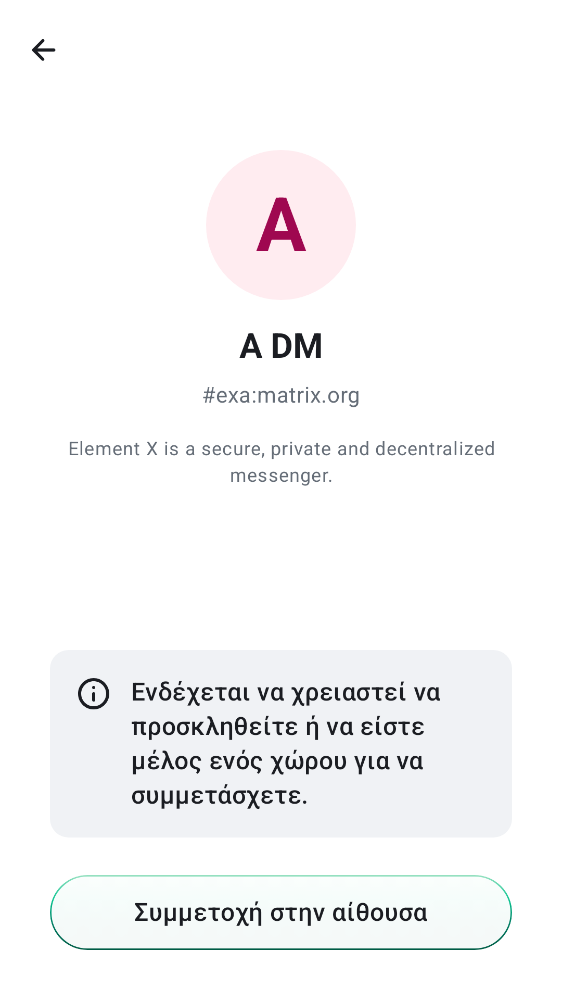 A
A DM
#exa:matrix.org
Element X is a secure, private and decentralized
messenger.
Ενδέχεται να χρειαστεί να
προσκληθείτε ή να είστε
μέλος ενός χώρου για να
συμμετάσχετε.
Συμμετοχή στην αίθουσα